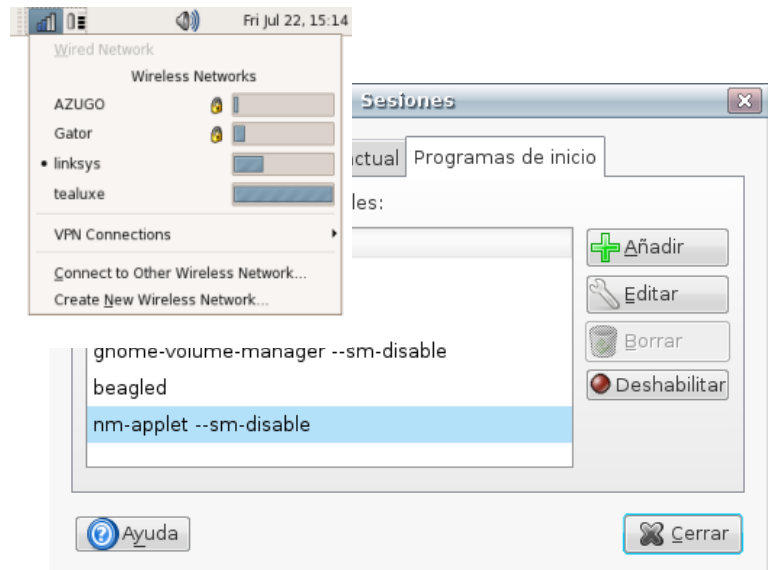 Fri Jul 22, 15:14
Wired Network
Wireless Networks
AZUGO
Gator
• linksys
tealuxe
VPN Connections
Connect to Other Wireless Network...
Create New Wireless Network...
Sesiones
actual
Programas de inicio
les:
Añadir
Editar
Borrar
Deshabilitar
gnome-volume-manager --sm-disable
beagled
nm-applet --sm-disable
Ayuda
Cerrar